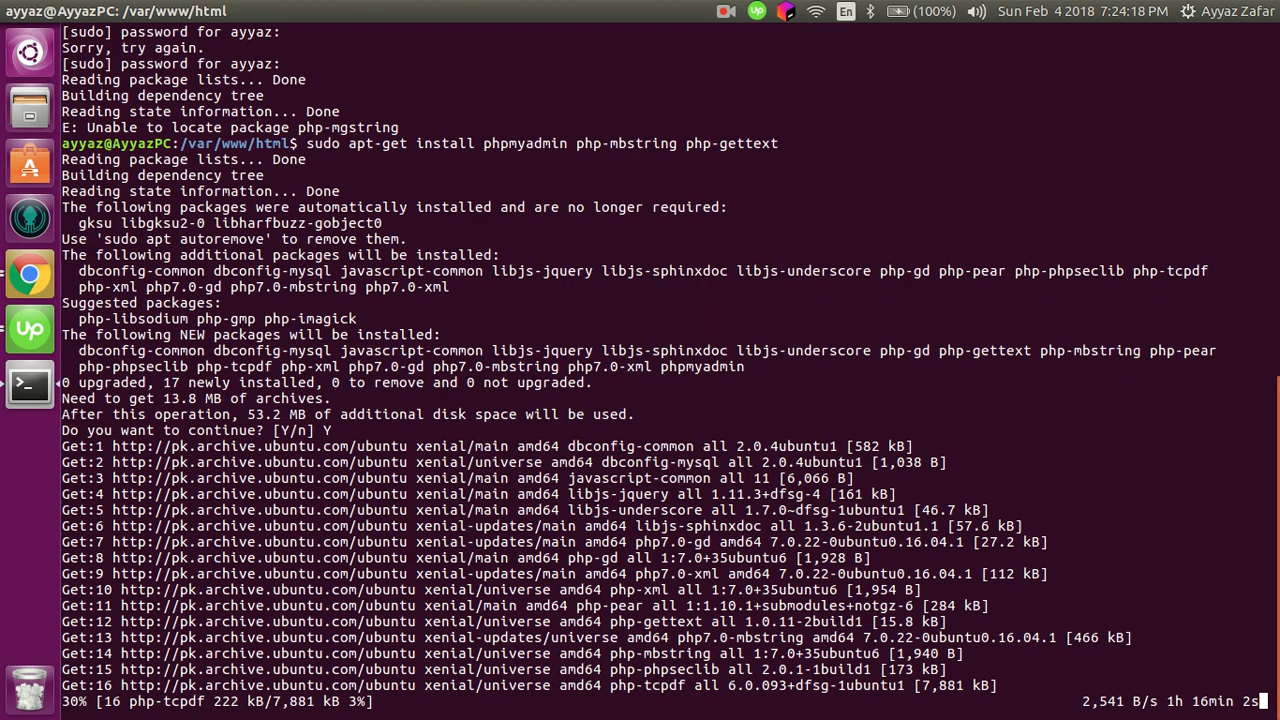 ayyaz@AyyazPC: /var/www/html
Up En (100%) Sun Feb 4 2018 7:24:18 PM Ayyaz Zafar
[sudo] password for ayyaz:
Sorry, try again.
[sudo] password for ayyaz:
Reading package lists... Done
Building dependency tree
Reading state information... Done
E: Unable to locate package php-mgstring
ayyaz@AyyazPC:/var/www/html$ sudo apt-get install phpmyadmin php-mbstring php-gettext
Reading package lists... Done
Building dependency tree
Reading state information... Done
The following packages were automatically installed and are no longer required:
gksu libgksu2-0 libharfbuzz-gobject0
Use 'sudo apt autoremove' to remove them.
The following additional packages will be installed:
dbconfig-common dbconfig-mysql javascript-common libjs-jquery libjs-sphinxdoc libjs-underscore php-gd php-pear php-phpseclib php-tcpdf
php-xml php7.0-gd php7.0-mbstring php7.0-xml
Suggested packages:
php-libsodium php-gmp php-imagick
The following NEW packages will be installed:
dbconfig-common dbconfig-mysql javascript-common libjs-jquery libjs-sphinxdoc libjs-underscore php-gd php-gettext php-mbstring php-pear
php-phpseclib php-tcpdf php-xml php7.0-gd php7.0-mbstring php7.0-xml phpmyadmin
0 upgraded, 17 newly installed, 0 to remove and 0 not upgraded.
Need to get 13.8 MB of archives.
After this operation, 53.2 MB of additional disk space will be used.
Do you want to continue? [Y/n] Y
Get:1 http://pk.archive.ubuntu.com/ubuntu xenial/main amd64 dbconfig-common all 2.0.4ubuntu1 [582 kB]
Get:2 http://pk.archive.ubuntu.com/ubuntu xenial/universe amd64 dbconfig-mysql all 2.0.4ubuntu1 [1,038 B]
Get:3 http://pk.archive.ubuntu.com/ubuntu xenial/main amd64 javascript-common all 11 [6,066 B]
Get:4 http://pk.archive.ubuntu.com/ubuntu xenial/main amd64 libjs-jquery all 1.11.3+dfsg-4 [161 kB]
Get:5 http://pk.archive.ubuntu.com/ubuntu xenial/main amd64 libjs-underscore all 1.7.0~dfsg-1ubuntu1 [46.7 kB]
Get:6 http://pk.archive.ubuntu.com/ubuntu xenial-updates/main amd64 libjs-sphinxdoc all 1.3.6-2ubuntu1.1 [57.6 kB]
Get:7 http://pk.archive.ubuntu.com/ubuntu xenial-updates/main amd64 php7.0-gd amd64 7.0.22-0ubuntu0.16.04.1 [27.2 kB]
Get:8 http://pk.archive.ubuntu.com/ubuntu xenial/main amd64 php-gd all 1:7.0+35ubuntu6 [1,928 B]
Get:9 http://pk.archive.ubuntu.com/ubuntu xenial-updates/main amd64 php7.0-xml amd64 7.0.22-0ubuntu0.16.04.1 [112 kB]
Get:10 http://pk.archive.ubuntu.com/ubuntu xenial/universe amd64 php-xml all 1:7.0+35ubuntu6 [1,954 B]
Get:11 http://pk.archive.ubuntu.com/ubuntu xenial/main amd64 php-pear all 1:1.10.1+submodules+notgz-6 [284 kB]
Get:12 http://pk.archive.ubuntu.com/ubuntu xenial/universe amd64 php-gettext all 1.0.11-2build1 [15.8 kB]
Get:13 http://pk.archive.ubuntu.com/ubuntu xenial-updates/universe amd64 php7.0-mbstring amd64 7.0.22-0ubuntu0.16.04.1 [466 kB]
Get:14 http://pk.archive.ubuntu.com/ubuntu xenial/universe amd64 php-mbstring all 1:7.0+35ubuntu6 [1,940 B]
Get:15 http://pk.archive.ubuntu.com/ubuntu xenial/universe amd64 php-phpseclib all 2.0.1-1build1 [173 kB]
Get:16 http://pk.archive.ubuntu.com/ubuntu xenial/universe amd64 php-tcpdf all 6.0.093+dfsg-1ubuntu1 [7,881 kB]
30% [16 php-tcpdf 222 kB/7,881 kB 3%] 2,541 B/s 1h 16min 2s
Up